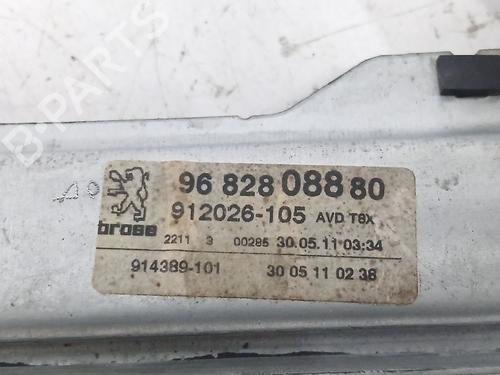 B-PARTS
96 828 088 80
912026-105 AVD T8X
brose
2211 3 00285 30.05.11 03:34
914389-101 30 05 11 02 38